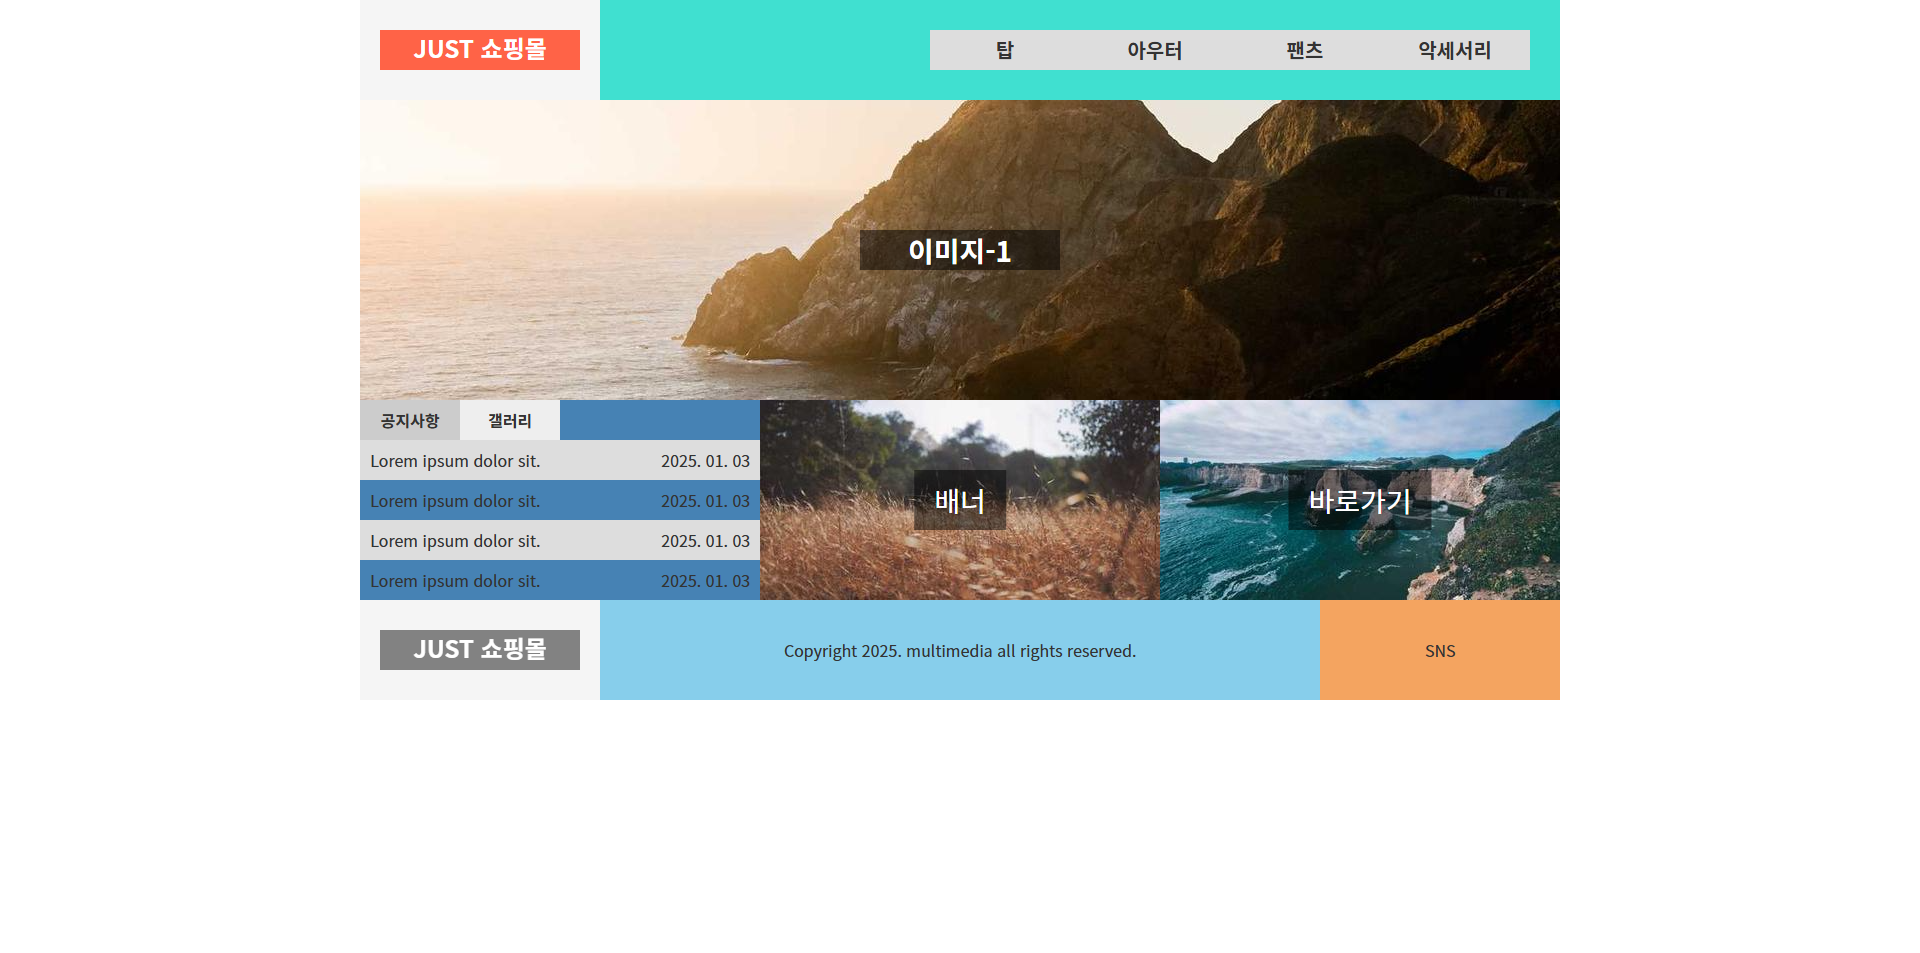 JUST 쇼핑몰
탑 아우터 팬츠 악세서리
이미지-1
공지사항 갤러리
Lorem ipsum dolor sit. 2025. 01. 03
Lorem ipsum dolor sit. 2025. 01. 03
Lorem ipsum dolor sit. 2025. 01. 03
Lorem ipsum dolor sit. 2025. 01. 03
배너
바로가기
JUST 쇼핑몰
Copyright 2025. multimedia all rights reserved.
SNS